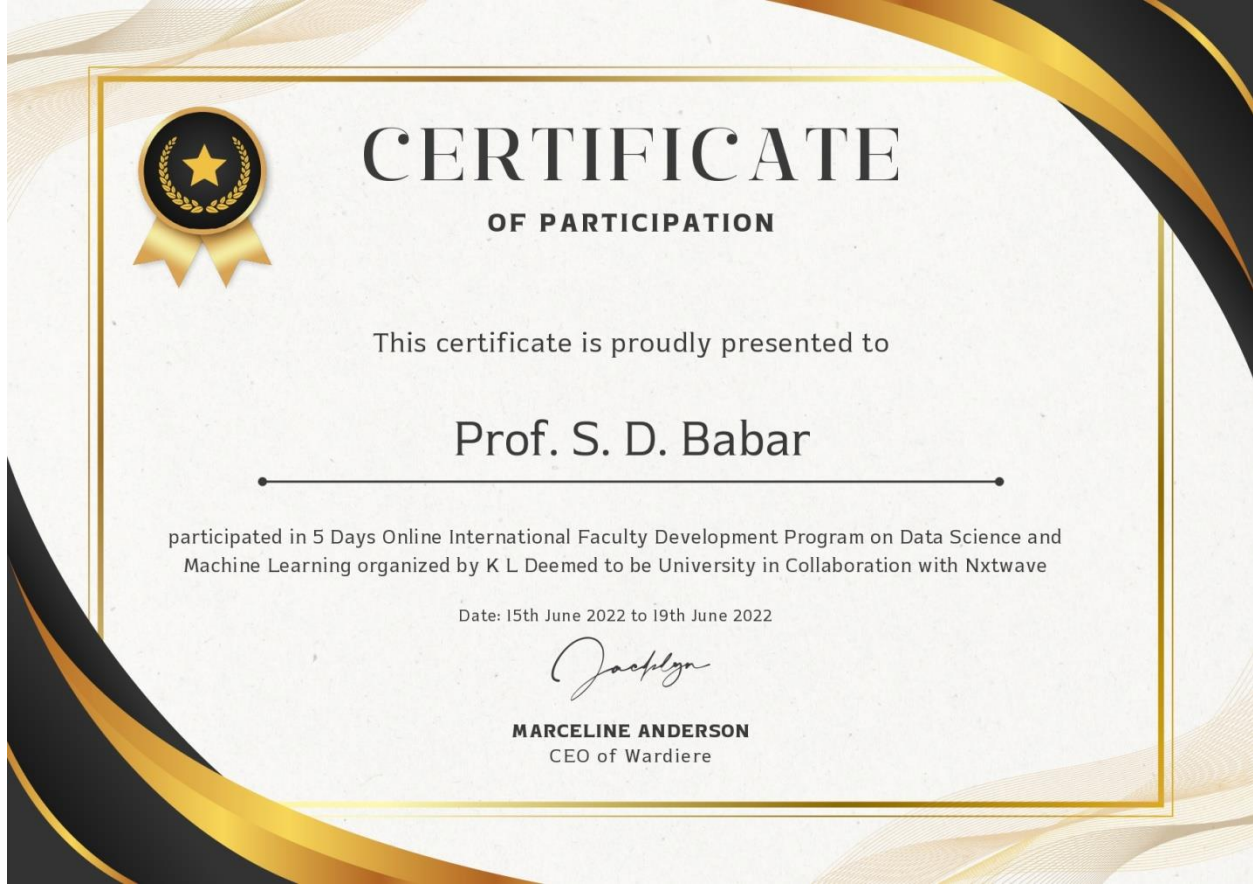 CERTIFICATE
OF PARTICIPATION
This certificate is proudly presented to
Prof. S. D. Babar
participated in 5 Days Online International Faculty Development Program on Data Science and
Machine Learning organized by K L Deemed to be University in Collaboration with Nxtwave
Date: 15th June 2022 to 19th June 2022
Jacklyn
MARCELINE ANDERSON
CEO of Wardiere